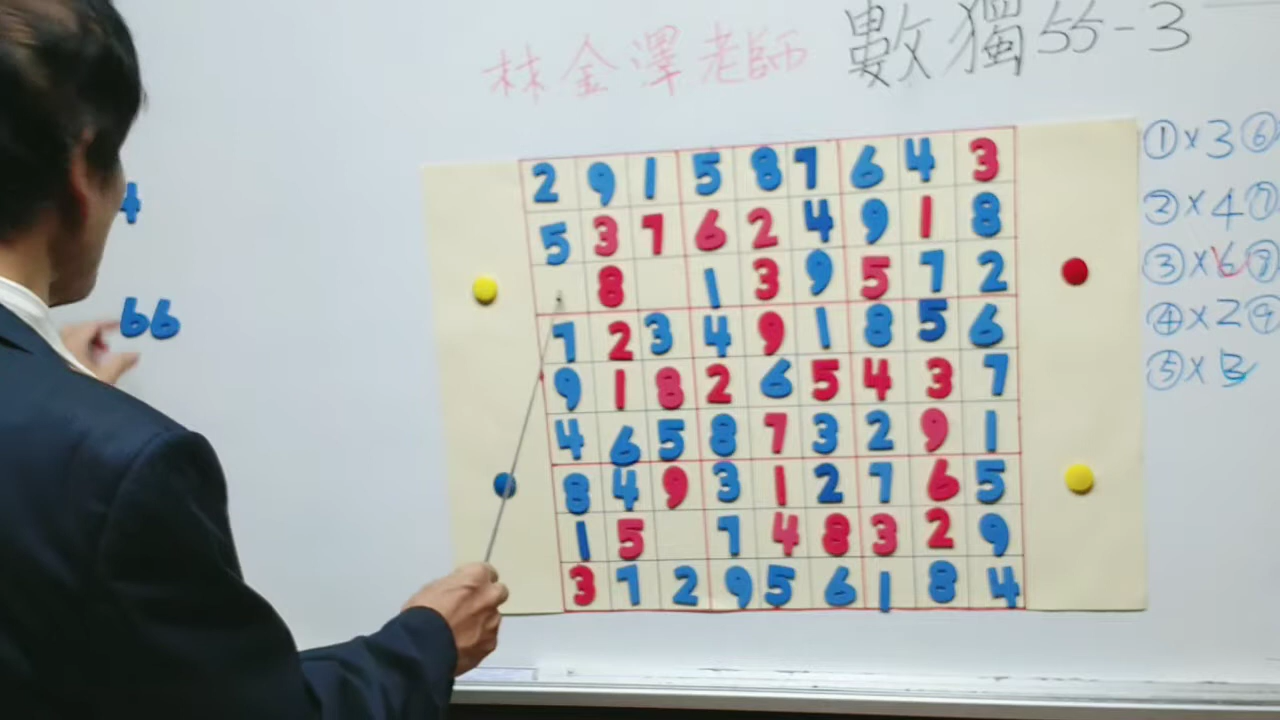 林金澤老師 數獨55-3
2 9 1 5 8 7 6 4 3
5 3 7 6 2 4 9 1 8
8 1 3 9 5 7 2
7 2 3 4 9 1 8 5 6
9 1 8 2 6 5 4 3 7
4 6 5 8 7 3 2 9 1
8 4 9 3 1 2 7 6 5
1 5 7 4 8 3 2 9
3 7 2 9 5 6 1 8 4
4
66
①×3⑥
②×4⑦
③×6⑨
④×2⑨
⑤×